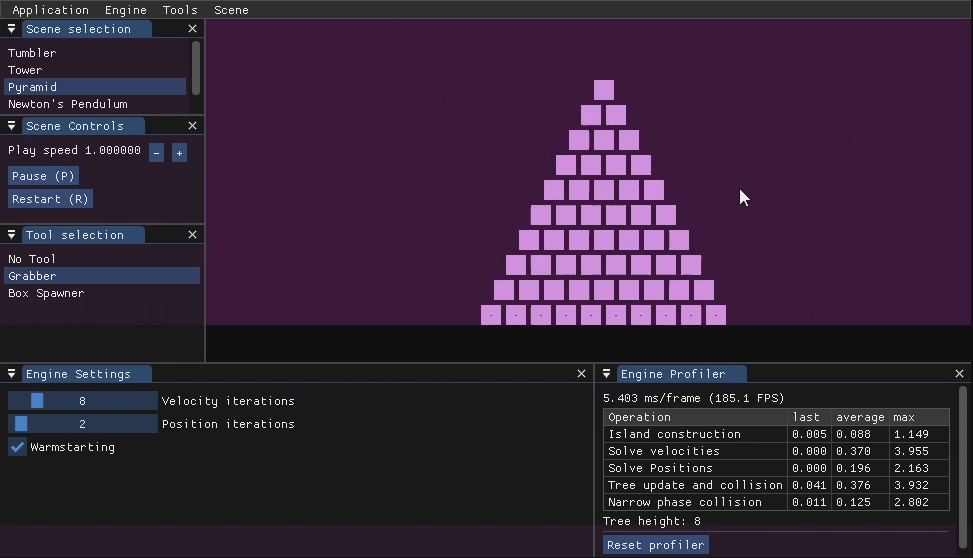 Application Engine Tools Scene
Scene selection
Tumbler
Tower
Pyramid
Newton's Pendulum
Scene Controls
Play speed 1.000000 - +
Pause (P)
Restart (R)
Tool selection
No Tool
Grabber
Box Spawner
Engine Settings
8 Velocity iterations
2 Position iterations
Warmstarting
Engine Profiler
5.403 ms/frame (185.1 FPS)
Operation last average max
Island construction 0.005 0.088 1.149
Solve velocities 0.000 0.370 3.955
Solve Positions 0.000 0.196 2.163
Tree update and collision 0.041 0.376 3.932
Narrow phase collision 0.011 0.125 2.802
Tree height: 8
Reset profiler